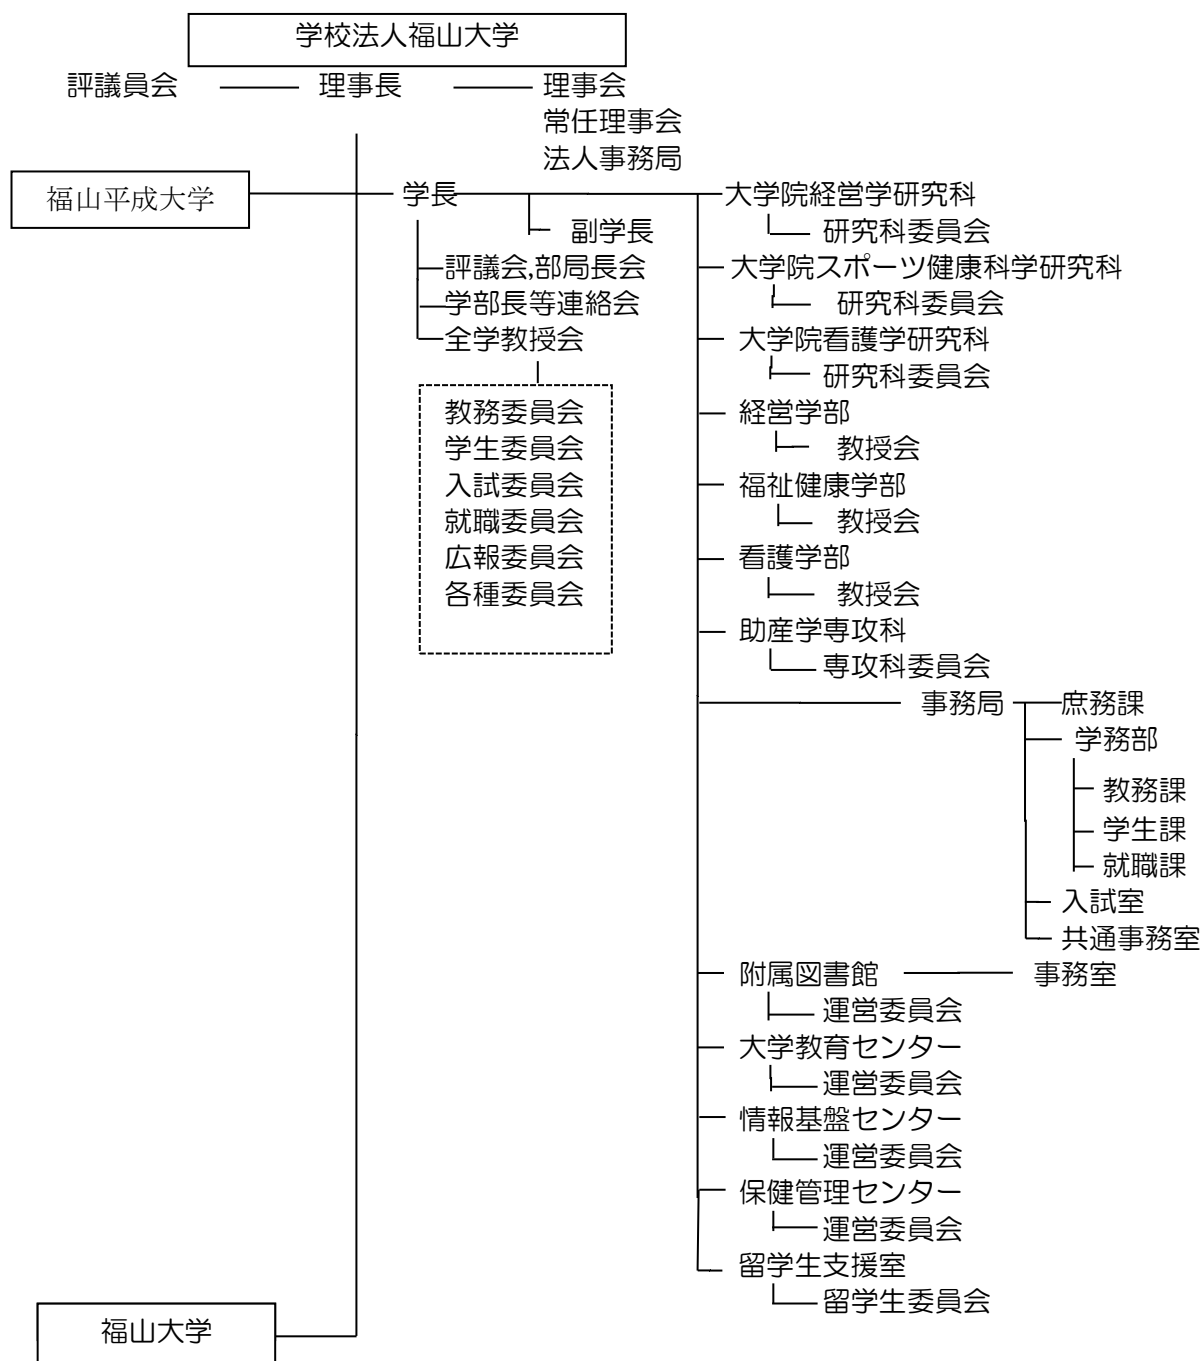 学校法人福山大学
評議員会 理事長 理事会
常任理事会
法人事務局
福山平成大学 学長 大学院経営学研究科
副学長 研究科委員会
評議会,部局長会 大学院スポーツ健康科学研究科
学部長等連絡会 研究科委員会
全学教授会 大学院看護学研究科
研究科委員会
教務委員会 経営学部
学生委員会 教授会
入試委員会 福祉健康学部
就職委員会 教授会
広報委員会 看護学部
各種委員会 教授会
助産学専攻科
専攻科委員会
事務局 庶務課
学務部
教務課
学生課
就職課
入試室
共通事務室
附属図書館 事務室
運営委員会
大学教育センター
運営委員会
情報基盤センター
運営委員会
保健管理センター
運営委員会
留学生支援室
留学生委員会
福山大学